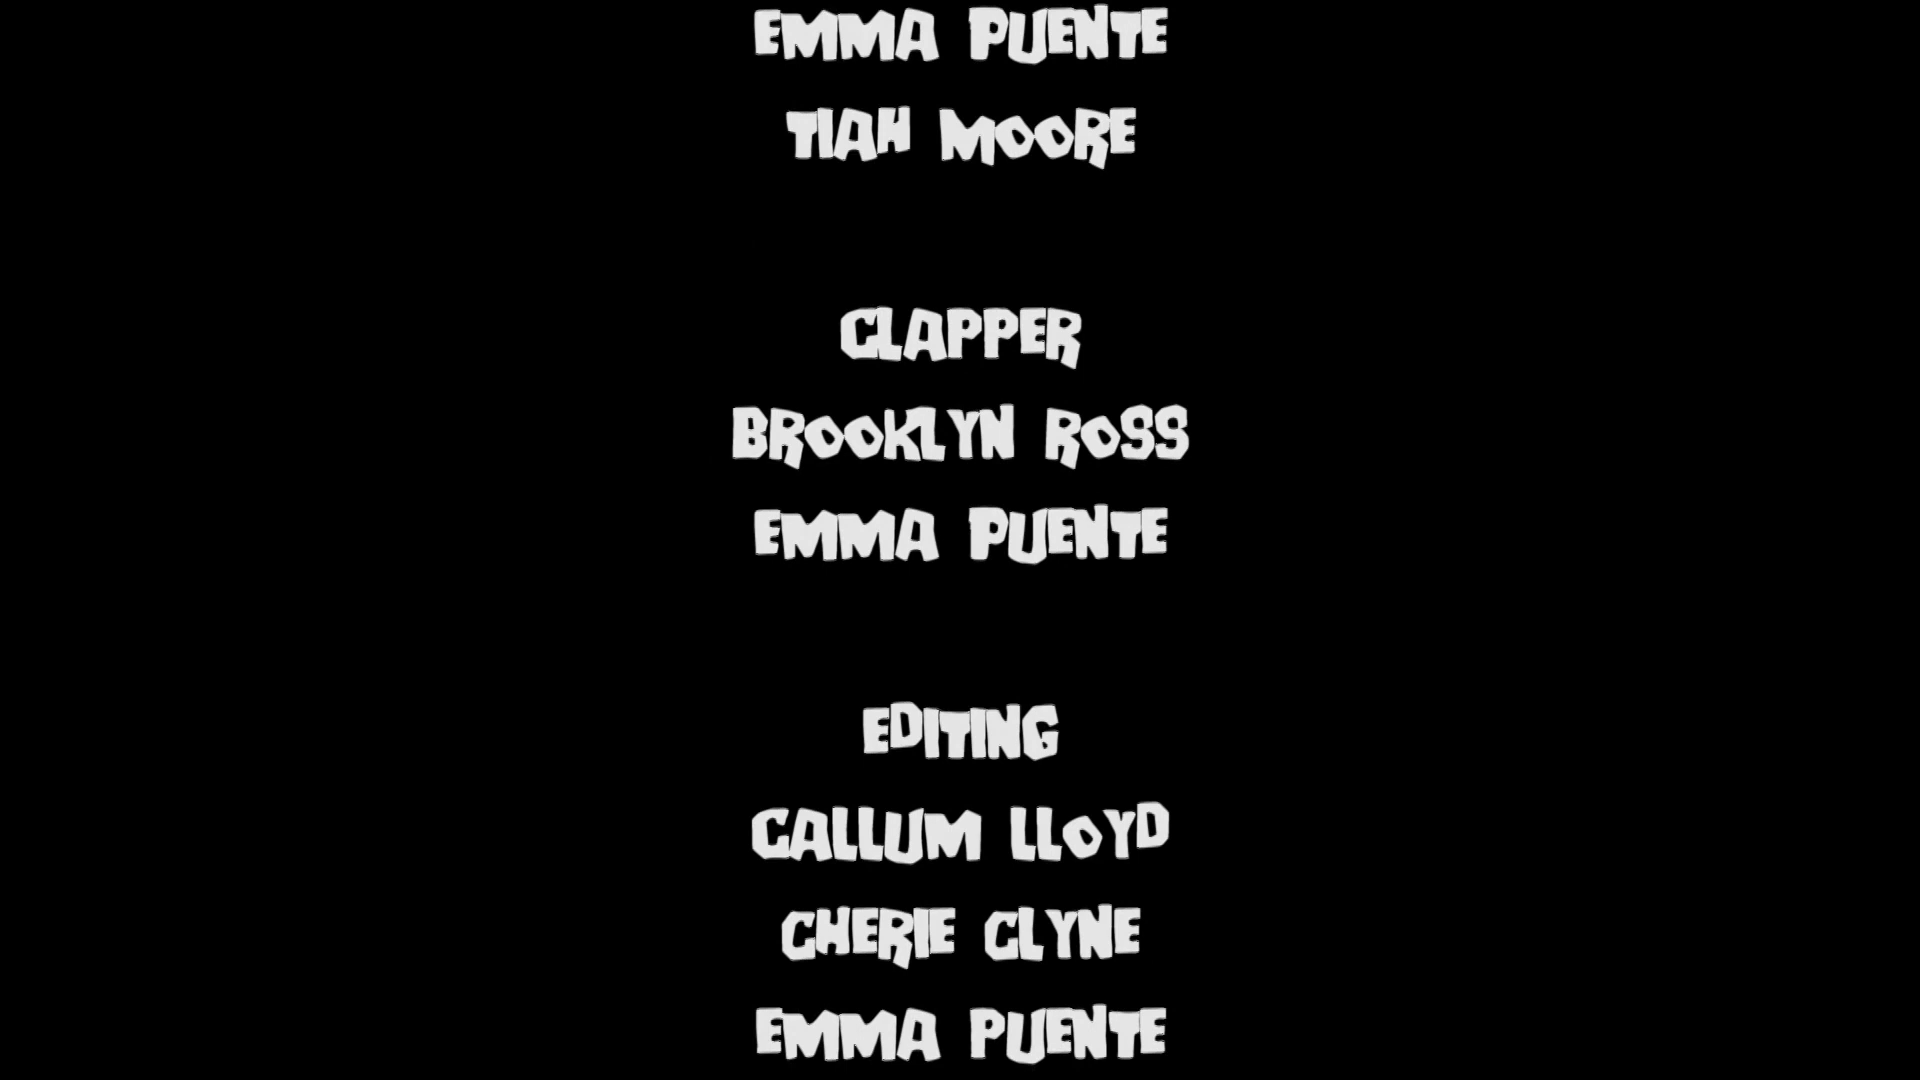 EMMA PUENTE
TIAH MOORE
CLAPPER
BROOKLYN ROSS
EMMA PUENTE
EDITING
CALLUM LLOYD
CHERIE CLYNE
EMMA PUENTE